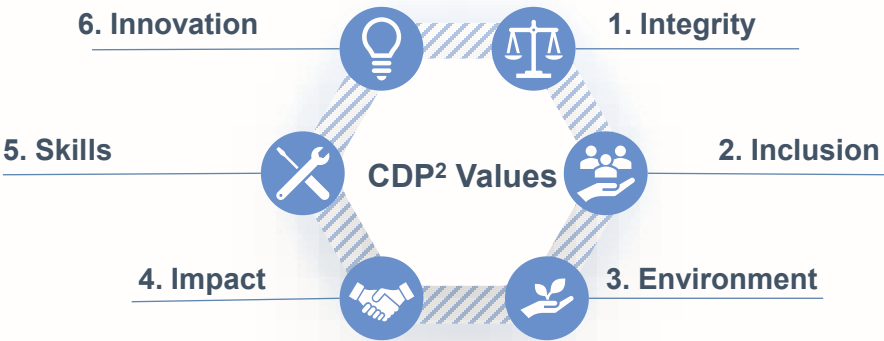 6. Innovation
1. Integrity
5. Skills
CDP² Values
2. Inclusion
4. Impact
3. Environment